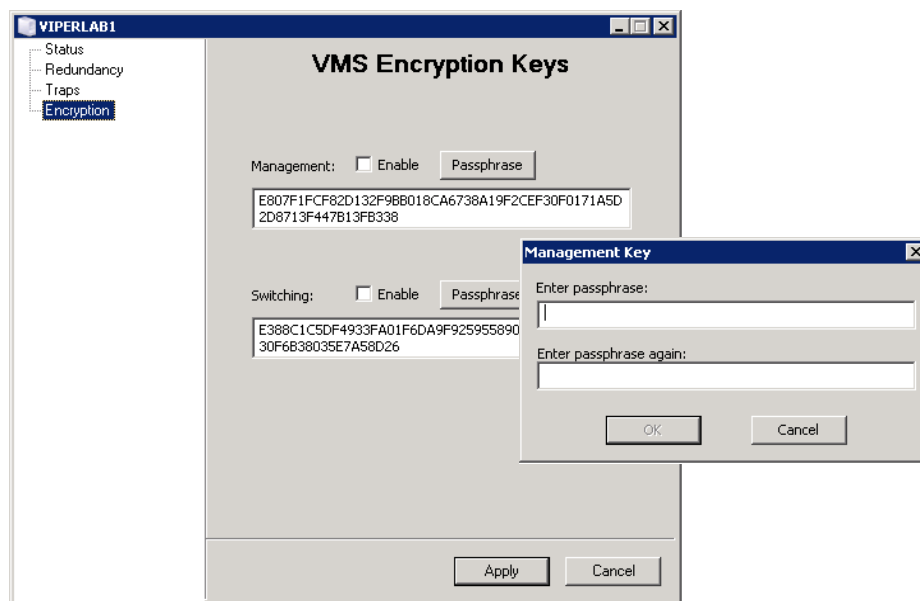 VIPERLAB1
Status
Redundancy
Traps
Encryption
VMS Encryption Keys
Management: Enable Passphrase
E807F1FCF82D132F9BB018CA6738A19F2CEF30F0171A5D
2D8713F447B13FB338
Switching: Enable Passphrase
E388C1C5DF4933FA01F6DA9F925955890
30F6B38035E7A58D26
Management Key
Enter passphrase:
Enter passphrase again:
OK Cancel
Apply Cancel